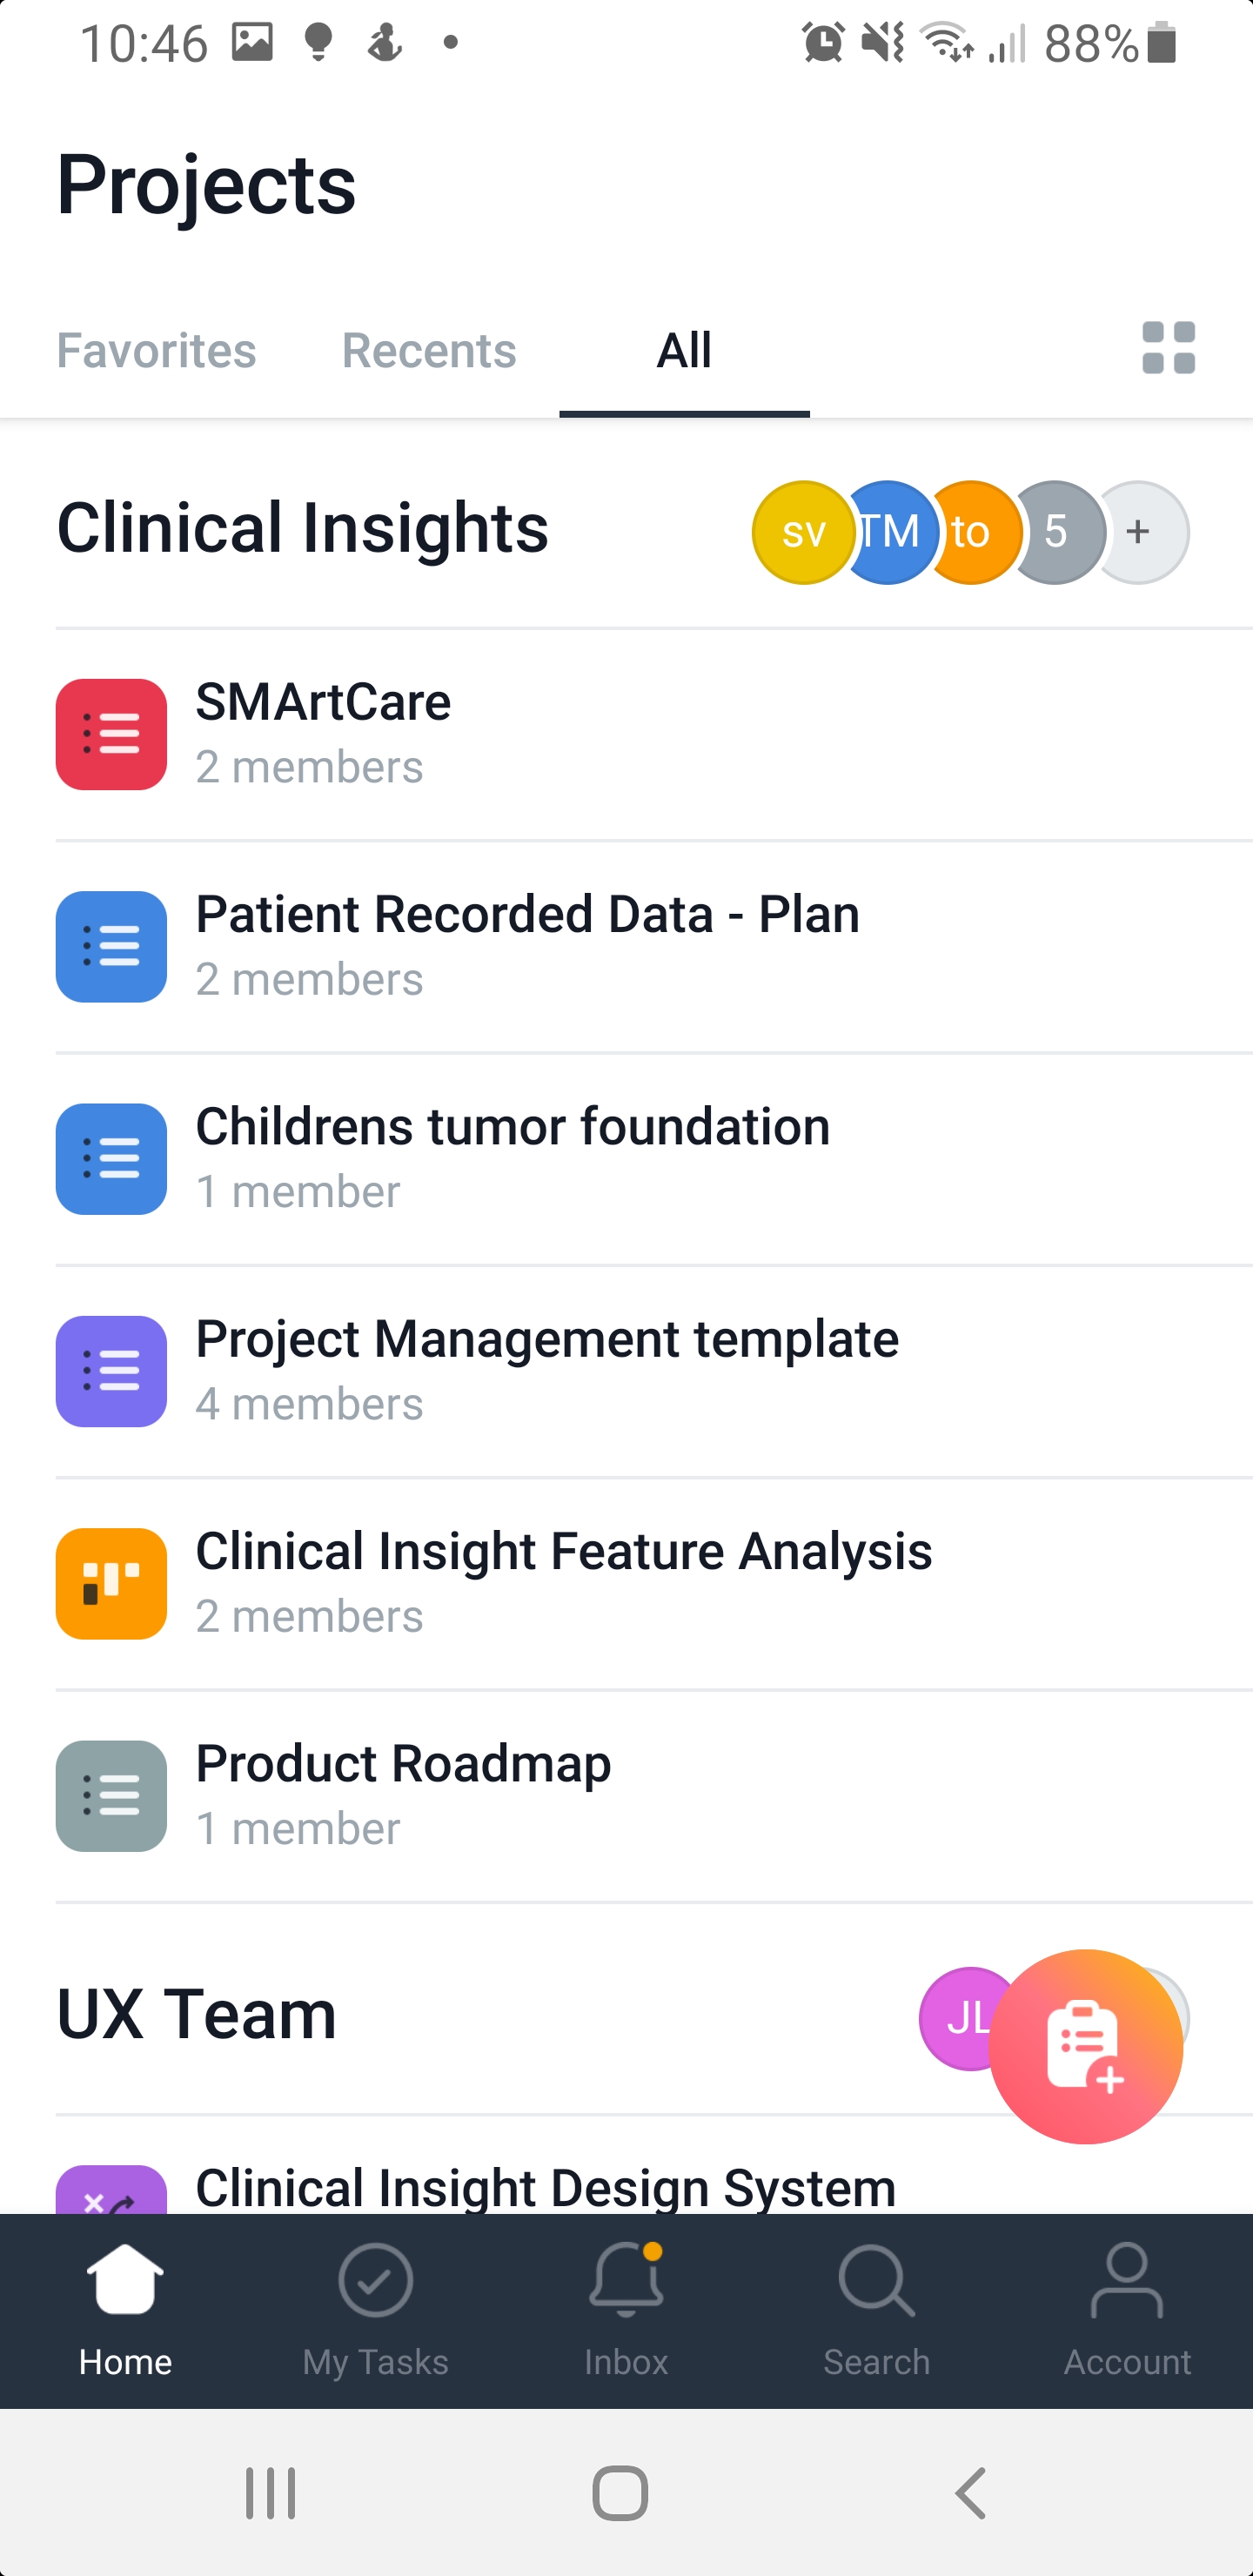 10:46 88%
Projects
Favorites Recents All
Clinical Insights sv TM to 5 +
SMArtCare
2 members
Patient Recorded Data - Plan
2 members
Childrens tumor foundation
1 member
Project Management template
4 members
Clinical Insight Feature Analysis
2 members
Product Roadmap
1 member
UX Team JL
Clinical Insight Design System
Home My Tasks Inbox Search Account